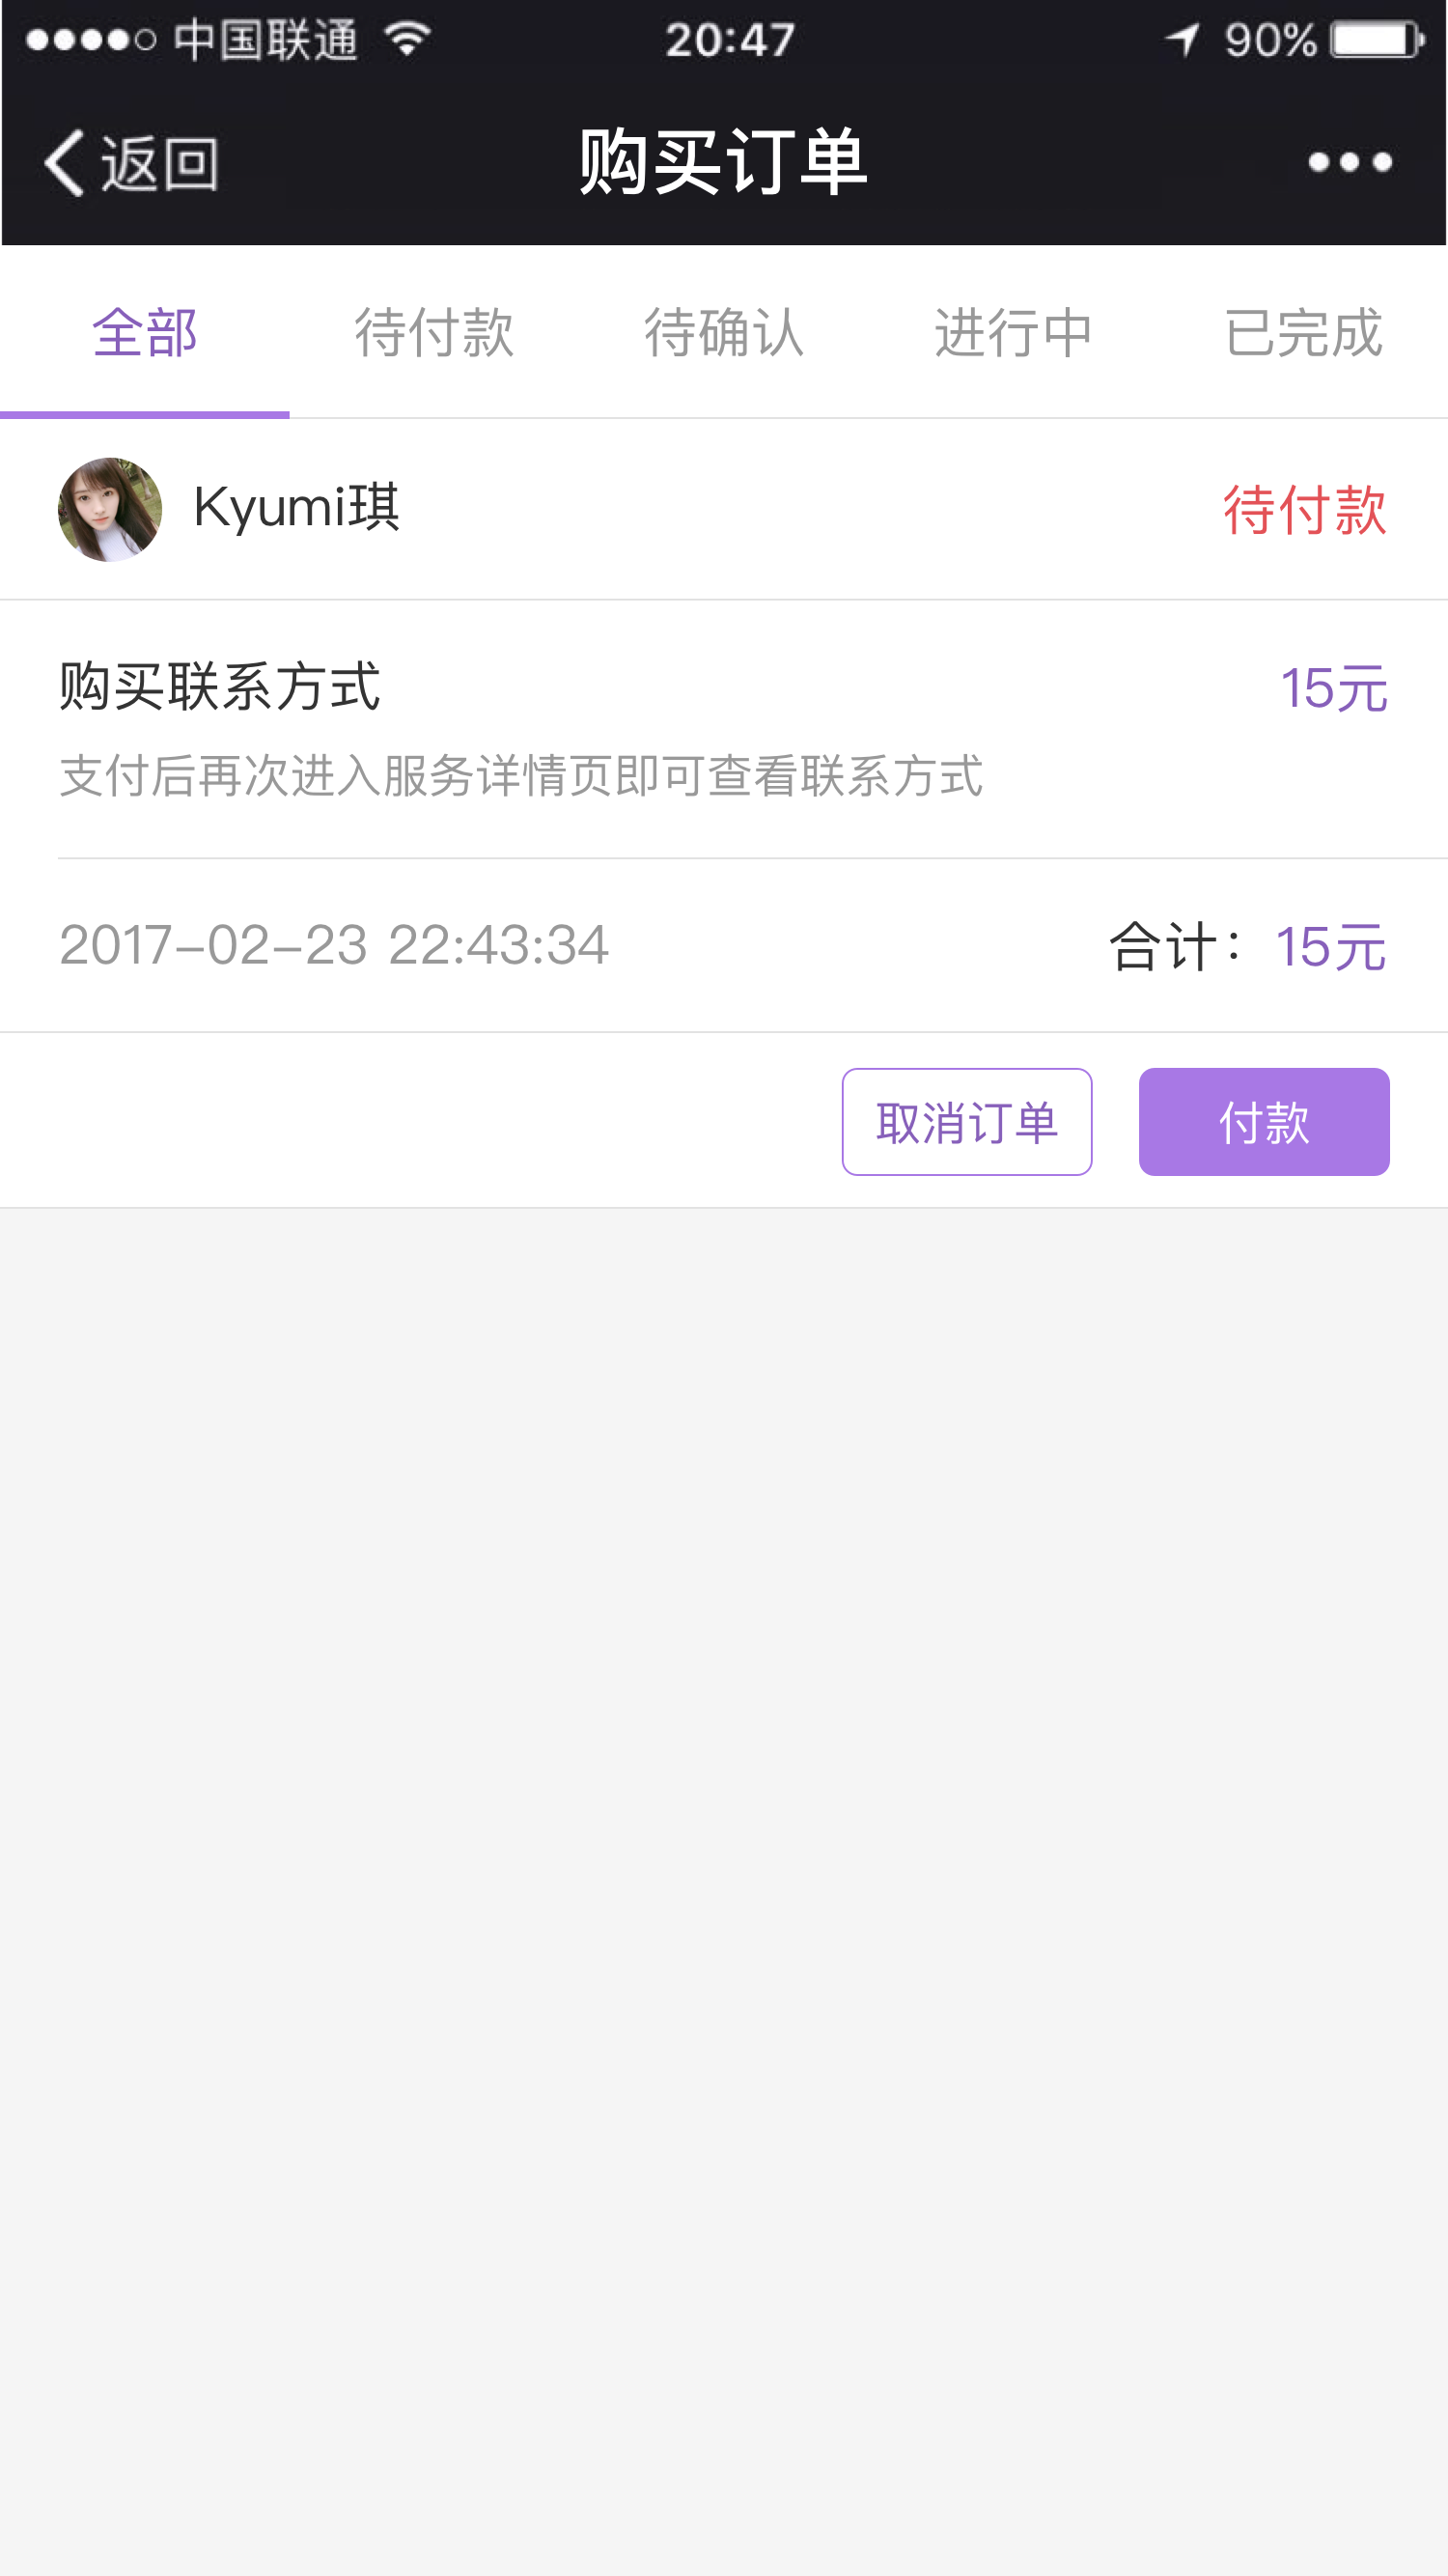 中国联通 20:47 90%
返回 购买订单
全部 待付款 待确认 进行中 已完成
Kyumi琪 待付款
购买联系方式 15元
支付后再次进入服务详情页即可查看联系方式
2017-02-23 22:43:34 合计：15元
取消订单 付款